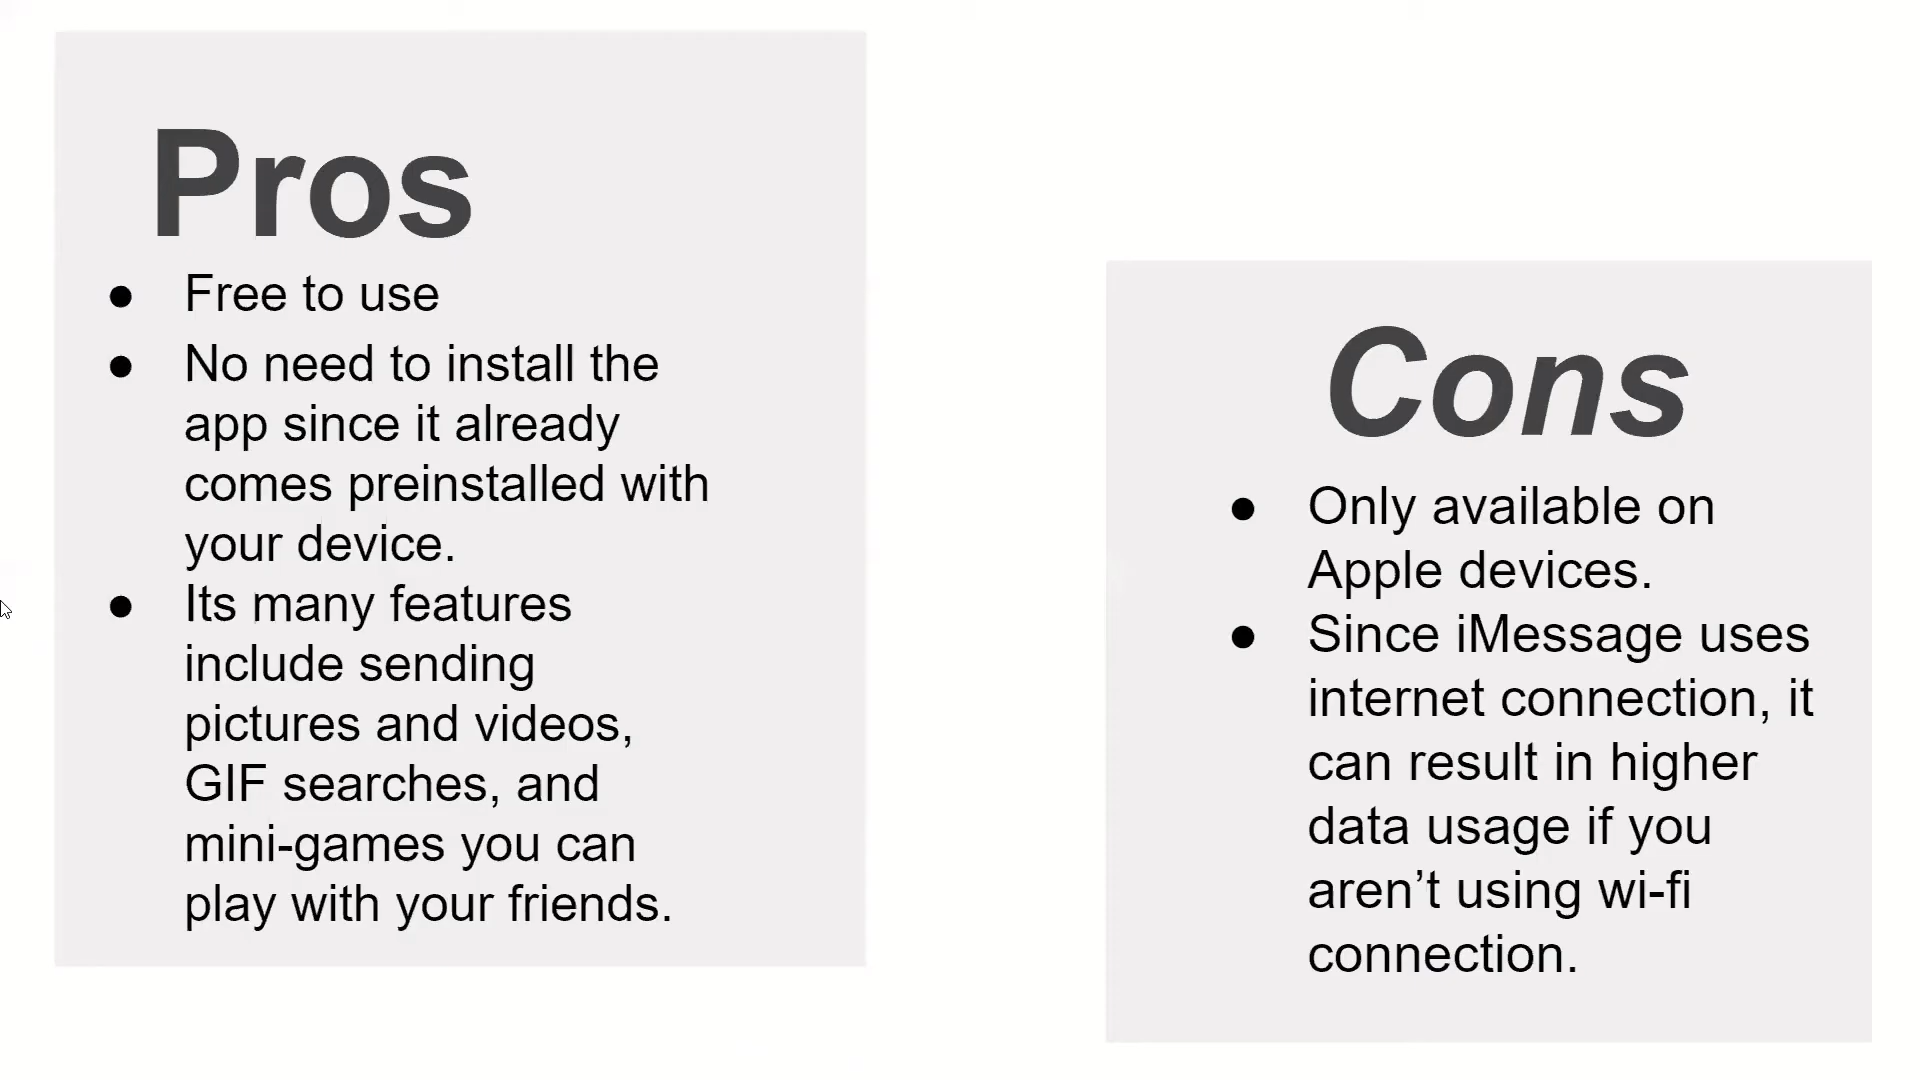 Pros
● Free to use
● No need to install the
app since it already
comes preinstalled with
your device.
● Its many features
include sending
pictures and videos,
GIF searches, and
mini-games you can
play with your friends.
Cons
● Only available on
Apple devices.
● Since iMessage uses
internet connection, it
can result in higher
data usage if you
aren’t using wi-fi
connection.